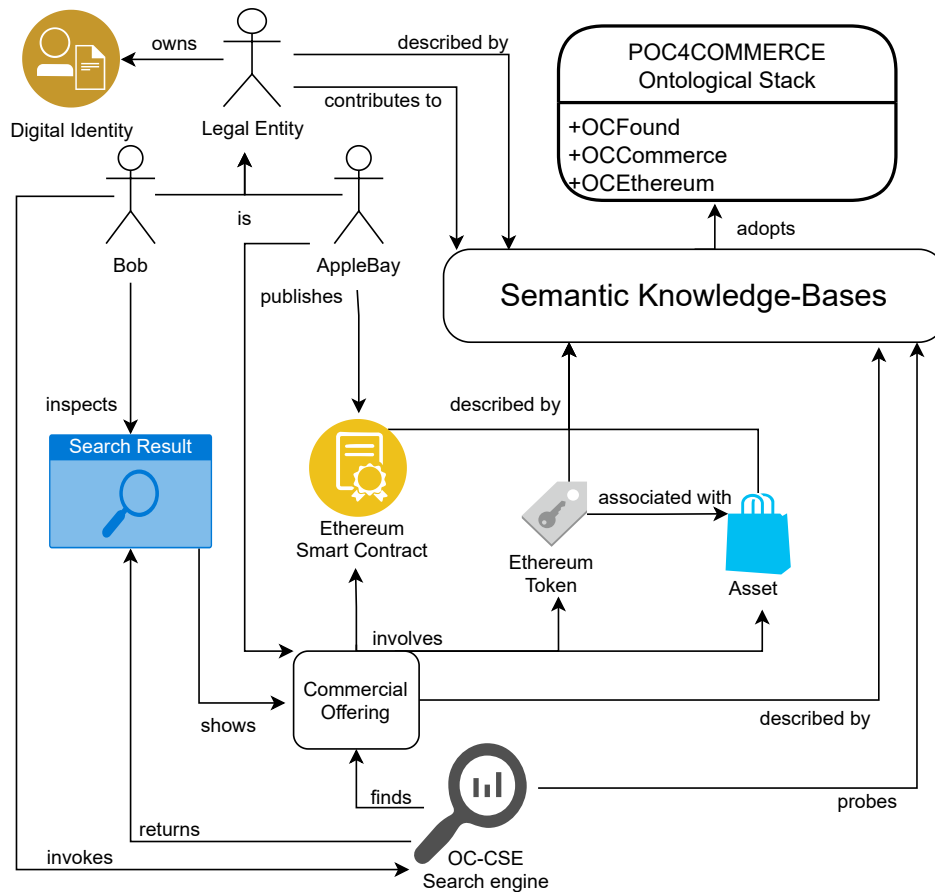 owns
described by
contributes to
POC4COMMERCE
Ontological Stack
+OCFound
+OCCommerce
+OCEthereum
Digital Identity
Legal Entity
is
adopts
Bob
AppleBay
publishes
Semantic Knowledge-Bases
inspects
described by
Search Result
associated with
Ethereum
Smart Contract
Ethereum
Token
Asset
involves
Commercial
Offering
shows
described by
finds
probes
returns
invokes
OC-CSE
Search engine